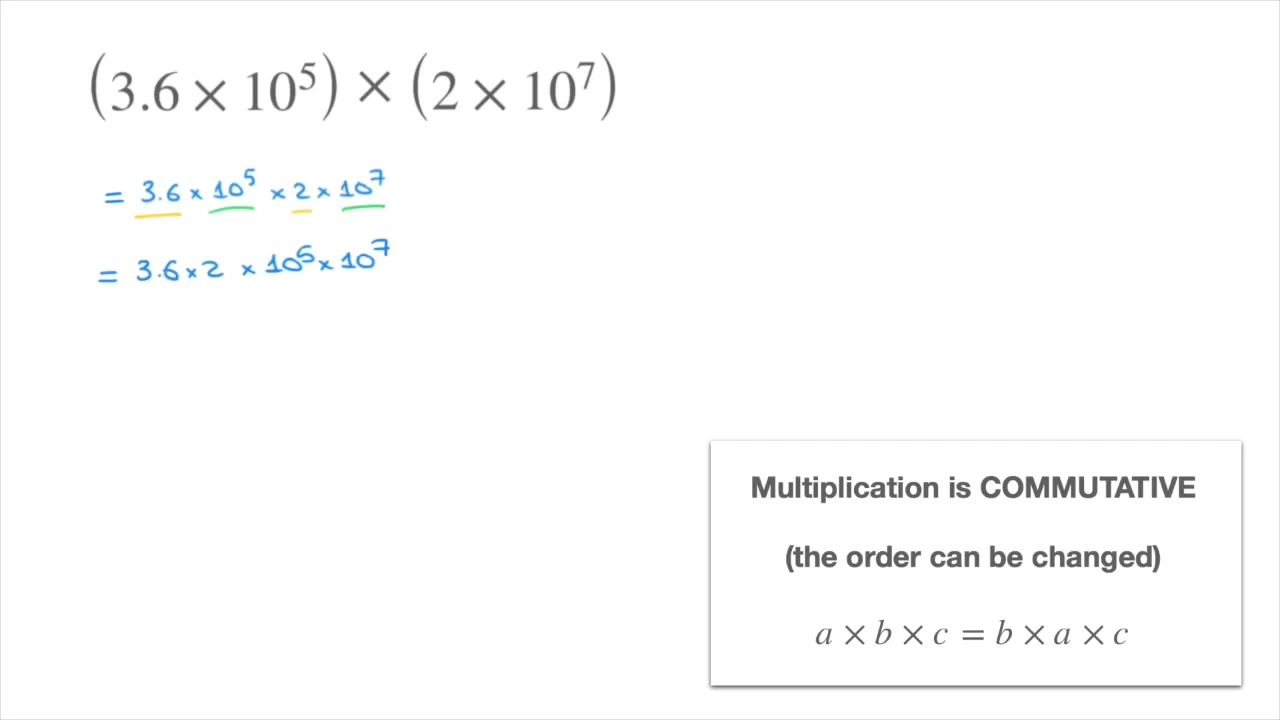 (3.6 × 10⁵) × (2 × 10⁷)
= 3.6 × 10⁵ × 2 × 10⁷
= 3.6 × 2 × 10⁵ × 10⁷
Multiplication is COMMUTATIVE
(the order can be changed)
a × b × c = b × a × c